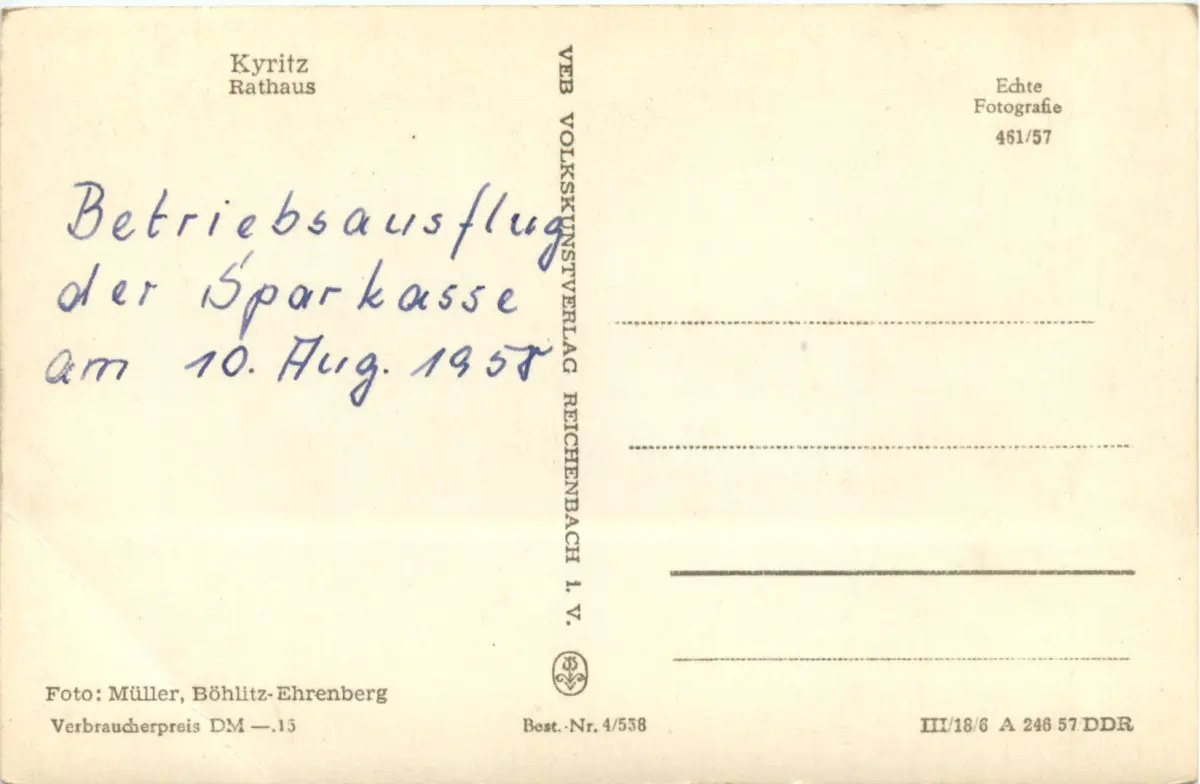 Kyritz
Rathaus
Echte
Fotografie
461/57
Betriebsausflug
der Sparkasse
am 10. Aug. 1958
VEB VOLKSKUNSTVERLAG REICHENBACH i. V.
Foto: Müller, Böhlitz-Ehrenberg
Verbraucherpreis DM —.15
Best.-Nr. 4/538
III/18/6 A 246 57/DDR